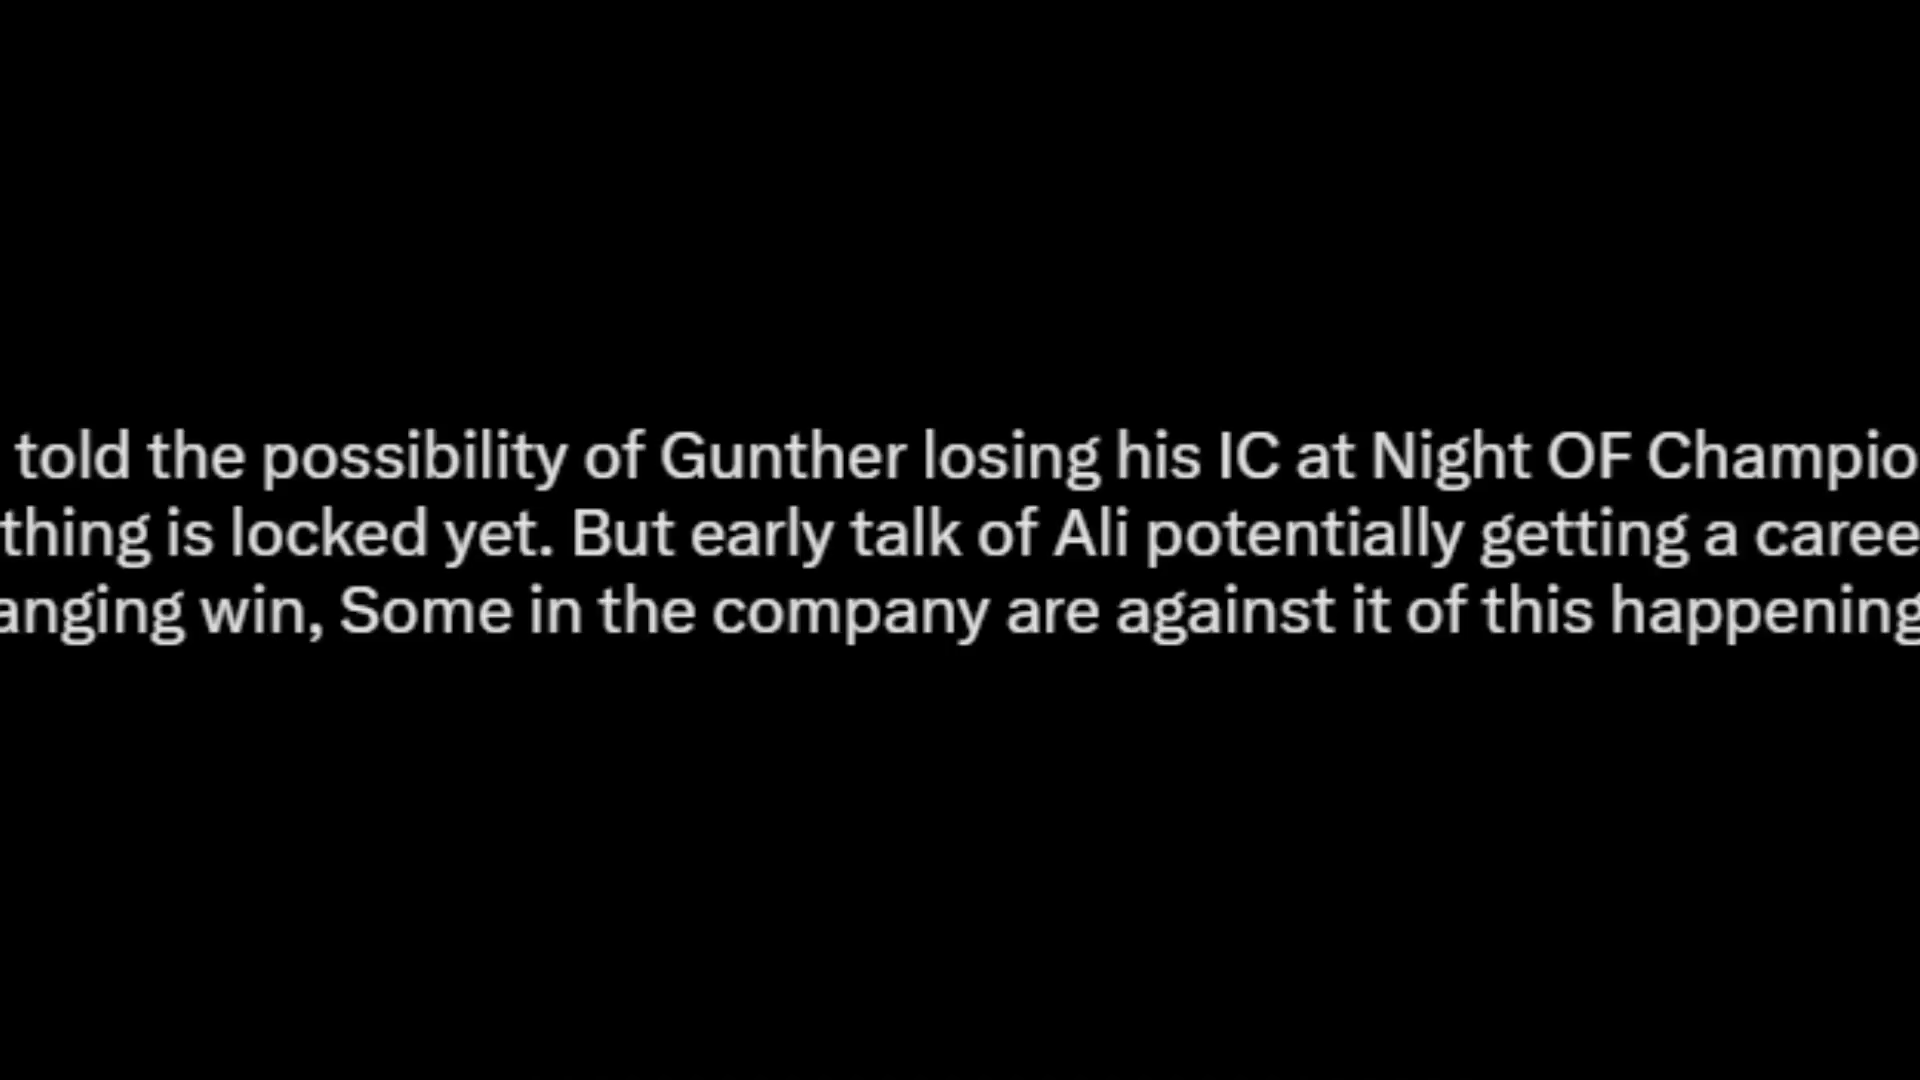 told the possibility of Gunther losing his IC at Night OF Champio
thing is locked yet. But early talk of Ali potentially getting a caree
anging win, Some in the company are against it of this happening